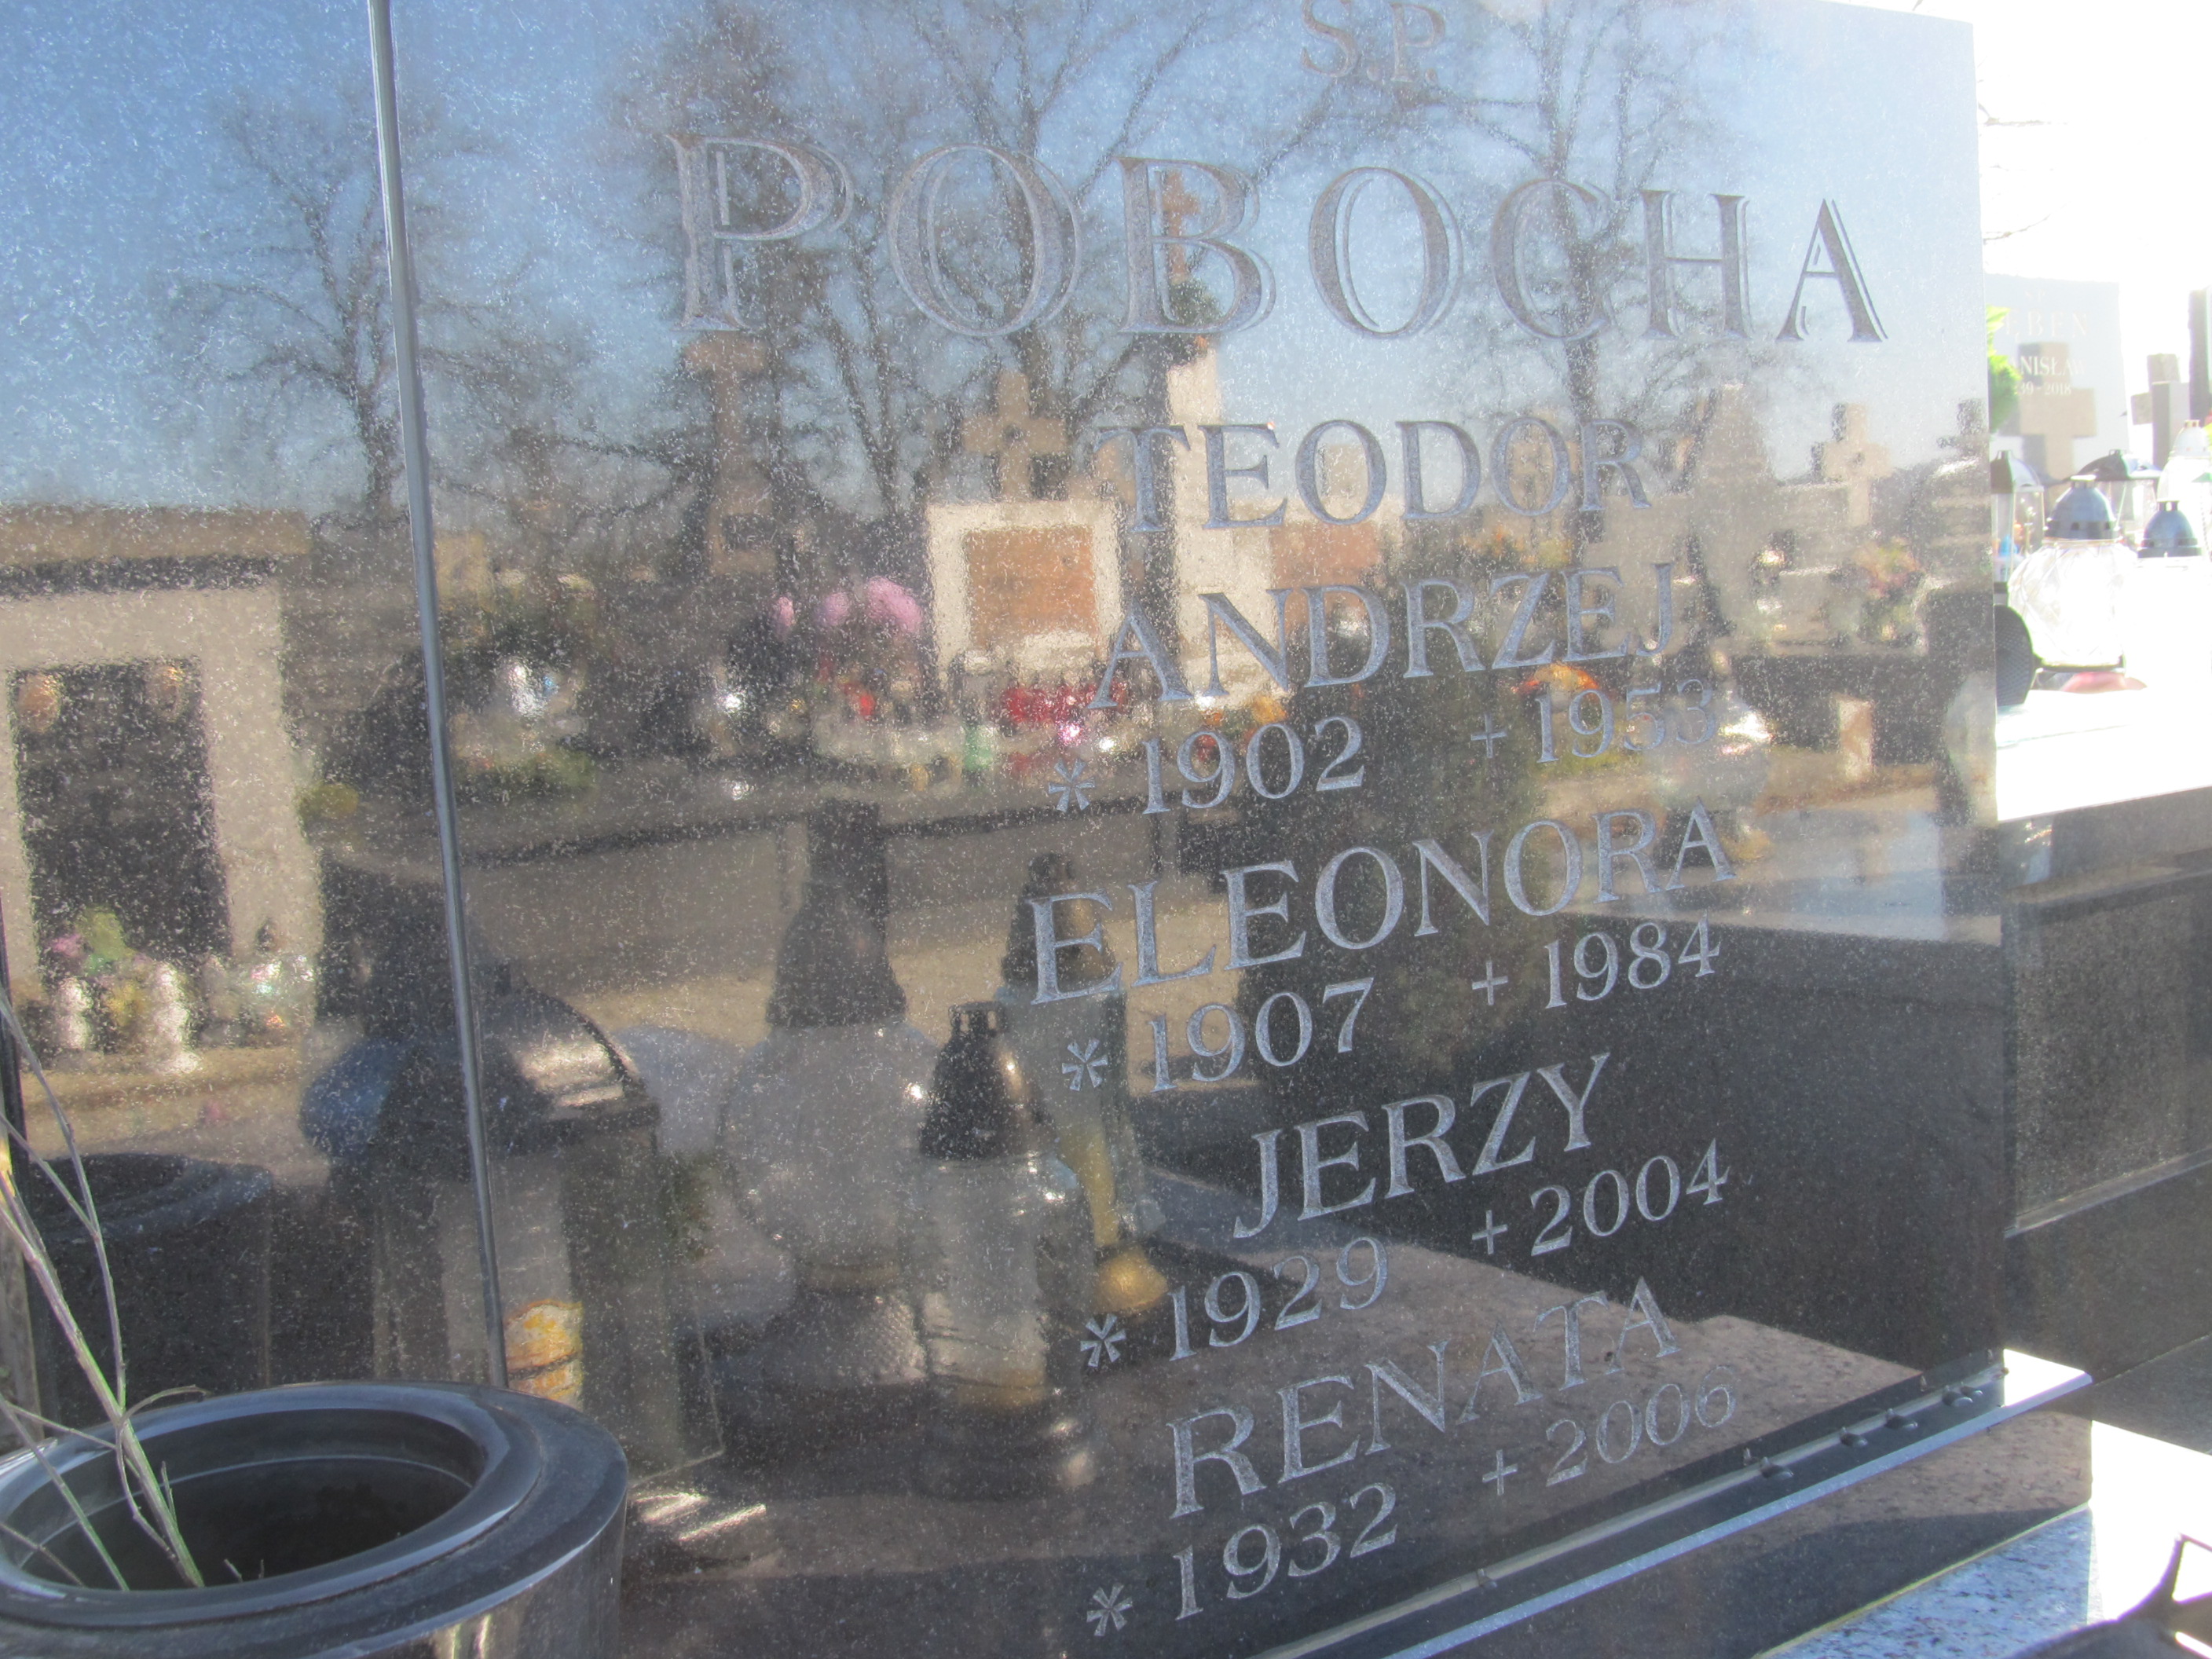 S.P.
POBOCHA
TEODOR
ANDRZEJ
* 1902 + 1953
ELEONORA
* 1907 + 1984
JERZY
* 1929 + 2004
RENATA
* 1932 + 2006